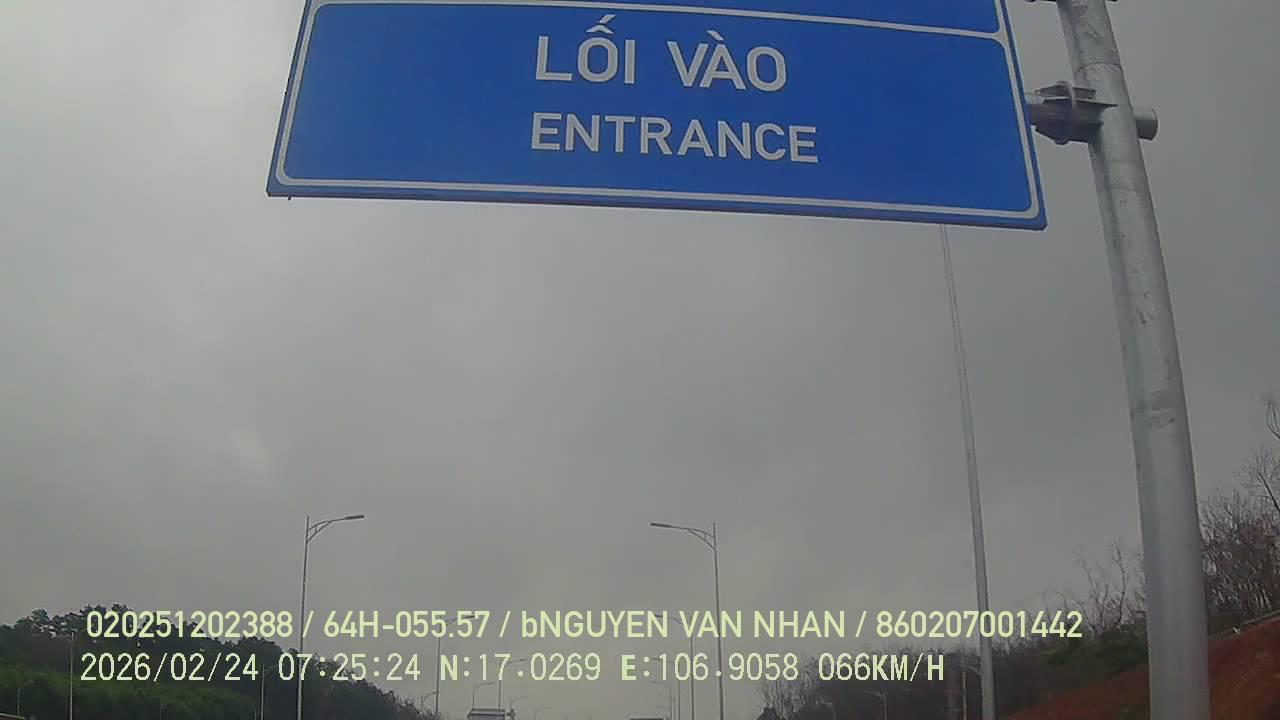 LỐI VÀO
ENTRANCE
020251202388 / 64H-055.57 / bNGUYEN VAN NHAN / 860207001442
2026/02/24 07:25:24 N:17.0269 E:106.9058 066KM/H